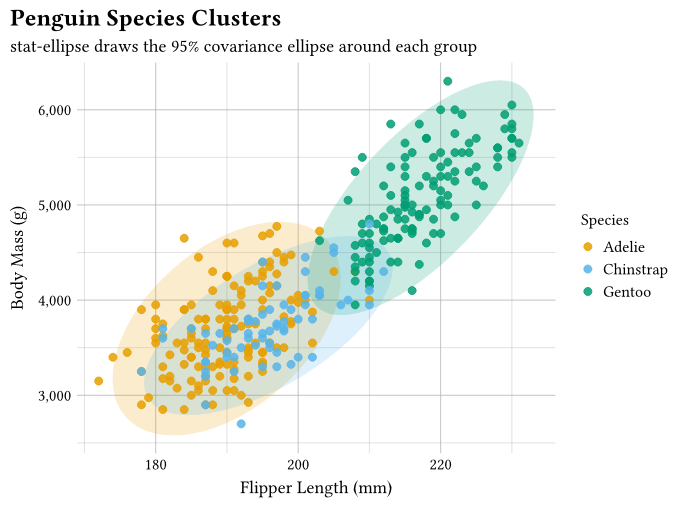 Penguin Species Clusters
stat-ellipse draws the 95% covariance ellipse around each group
Body Mass (g)
6,000
5,000
4,000
3,000
180
200
220
Flipper Length (mm)
Species
Adelie
Chinstrap
Gentoo